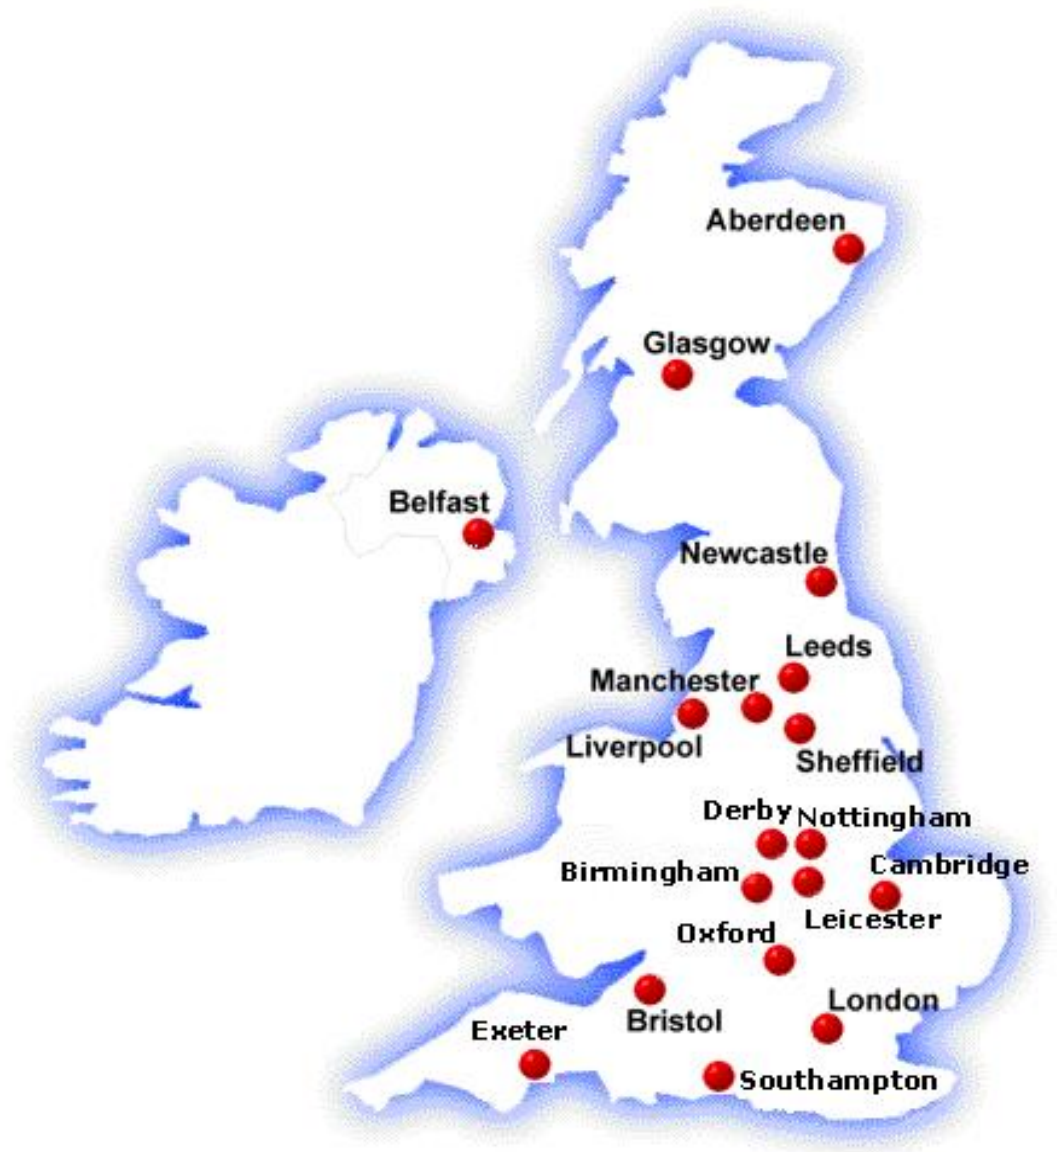 Aberdeen
Glasgow
Belfast
Newcastle
Leeds
Manchester
Liverpool
Sheffield
Derby
Nottingham
Birmingham
Cambridge
Leicester
Oxford
London
Bristol
Exeter
Southampton